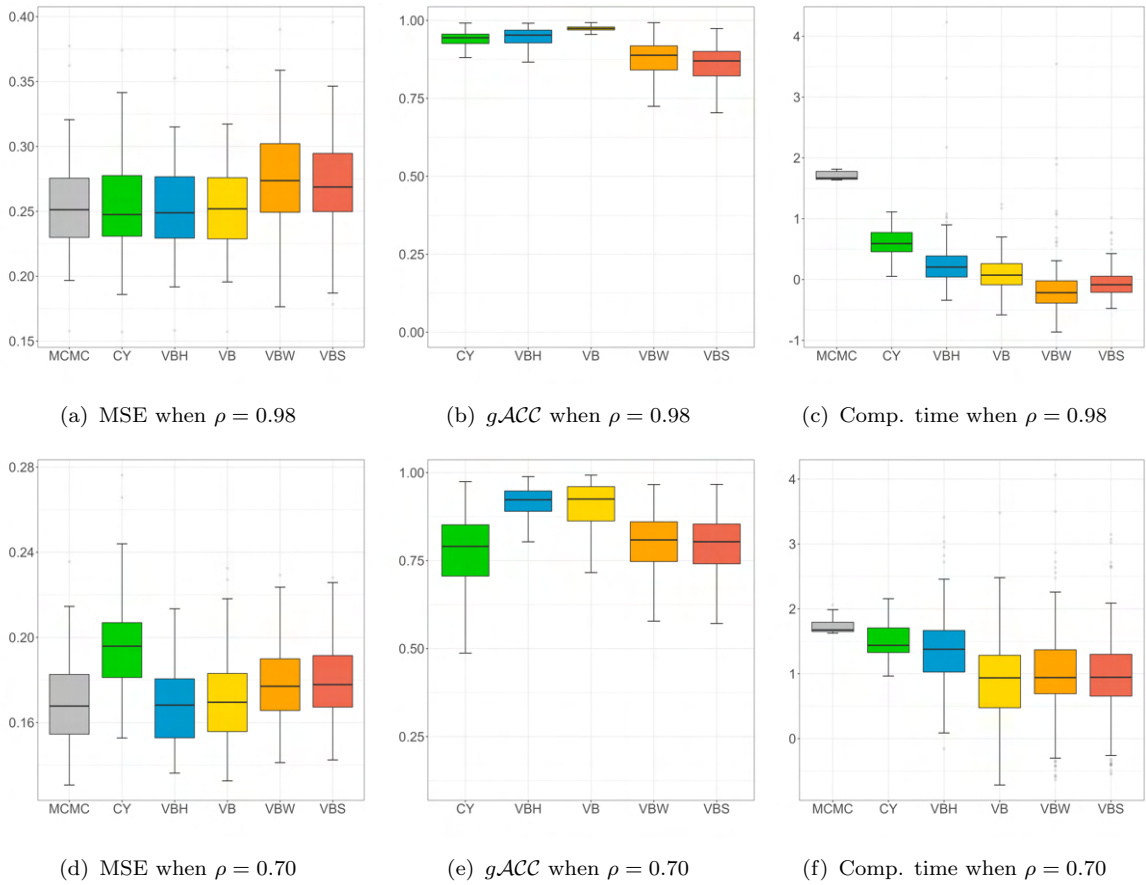 0.40
0.35
0.30
0.25
0.20
0.15
MCMC CY VBH VB VBW VBS
(a) MSE when ρ = 0.98
1.00
0.75
0.50
0.25
0.00
CY VBH VB VBW VBS
(b) gACC when ρ = 0.98
4
3
2
1
0
-1
MCMC CY VBH VB VBW VBS
(c) Comp. time when ρ = 0.98
0.28
0.24
0.20
0.16
MCMC CY VBH VB VBW VBS
(d) MSE when ρ = 0.70
1.00
0.75
0.50
0.25
CY VBH VB VBW VBS
(e) gACC when ρ = 0.70
4
3
2
1
0
MCMC CY VBH VB VBW VBS
(f) Comp. time when ρ = 0.70